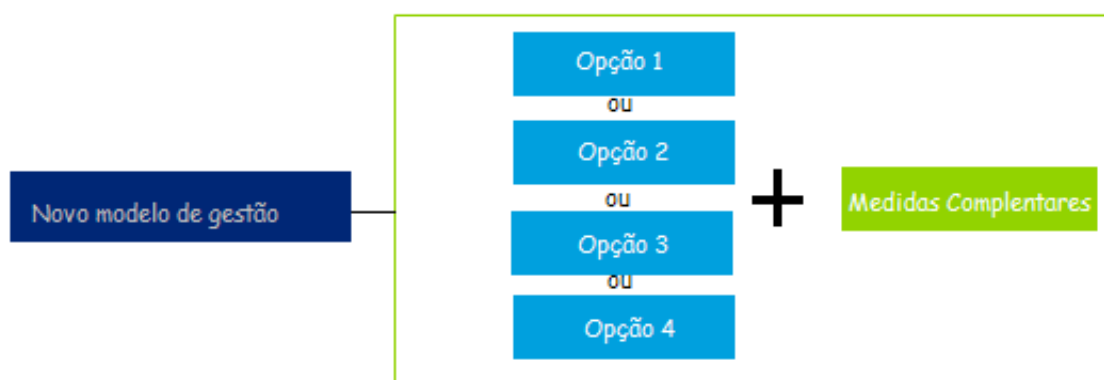 Opção 1
ou
Opção 2
ou
Novo modelo de gestão
+
Medidas Complentares
Opção 3
ou
Opção 4